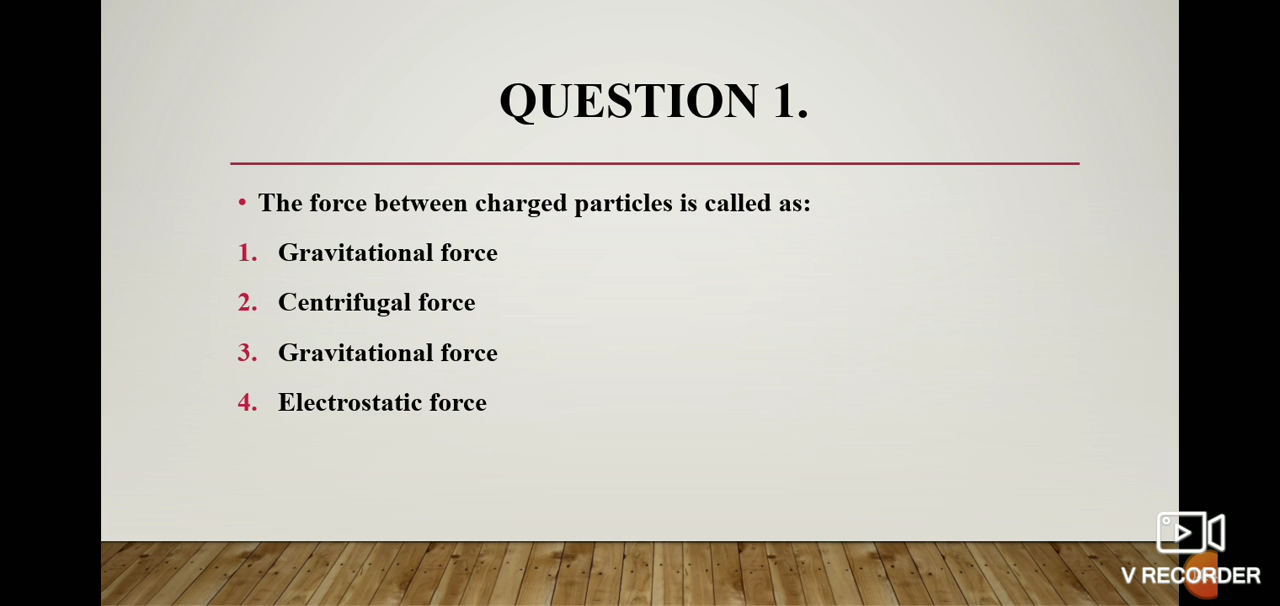 QUESTION 1.
• The force between charged particles is called as:
1. Gravitational force
2. Centrifugal force
3. Gravitational force
4. Electrostatic force
V RECORDER